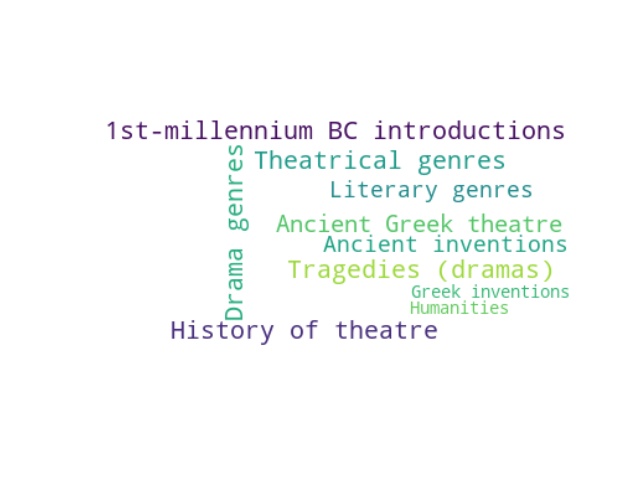 1st-millennium BC introductions
Drama genres
Theatrical genres
Literary genres
Ancient Greek theatre
Ancient inventions
Tragedies (dramas)
Greek inventions
Humanities
History of theatre